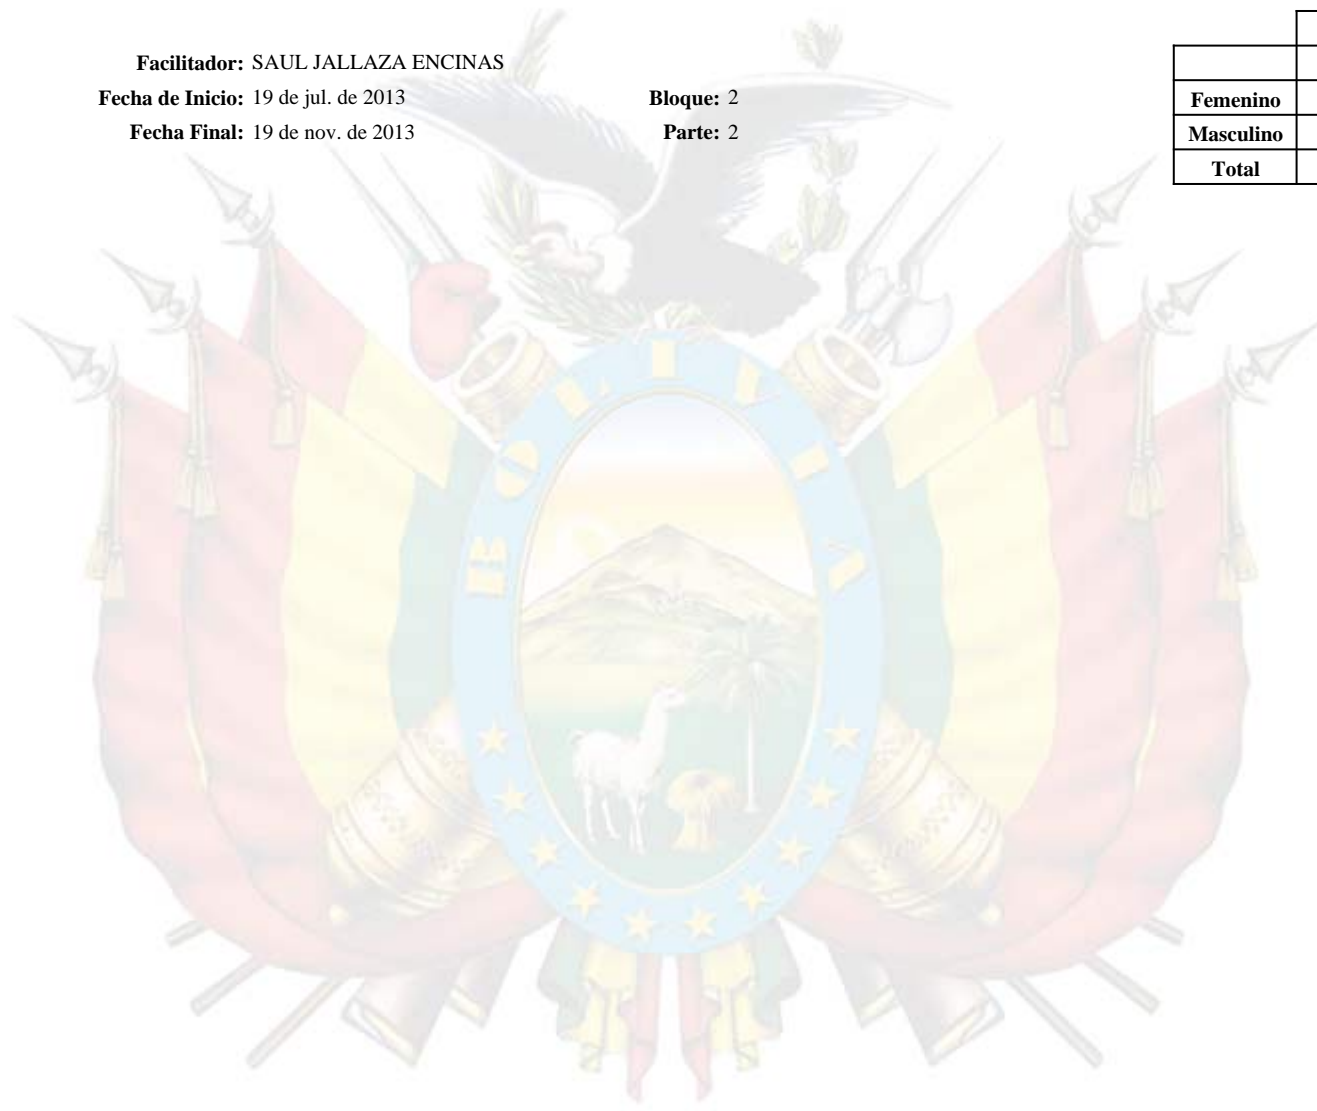 Facilitador: SAUL JALLAZA ENCINAS
Fecha de Inicio: 19 de jul. de 2013 Bloque: 2
Fecha Final: 19 de nov. de 2013 Parte: 2
Femenino
Masculino
Total
BOLIVIA